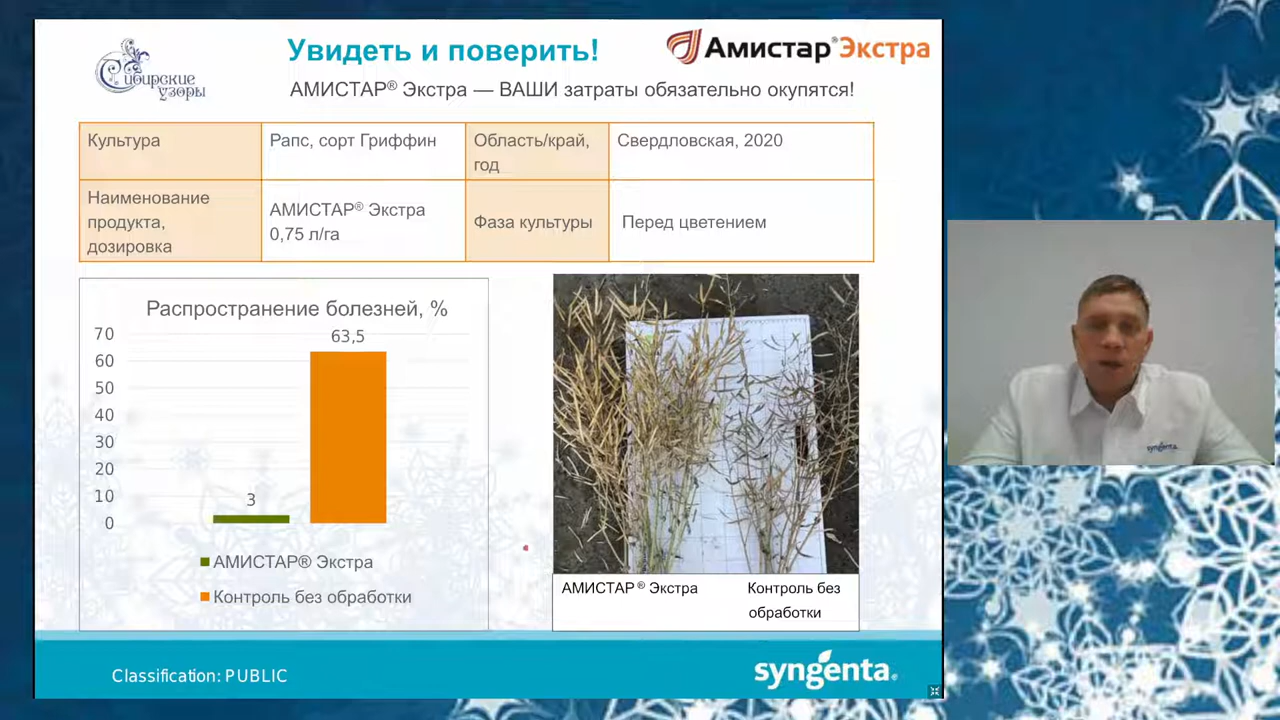 Сибирские
узоры
Увидеть и поверить!
Амистар® Экстра
АМИСТАР® Экстра — ВАШИ затраты обязательно окупятся!
Культура
Рапс, сорт Гриффин
Область/край,
год
Свердловская, 2020
Наименование
продукта,
дозировка
АМИСТАР® Экстра
0,75 л/га
Фаза культуры
Перед цветением
Распространение болезней, %
70
60
50
40
30
20
10
0
3
63,5
АМИСТАР® Экстра
Контроль без обработки
АМИСТАР ® Экстра
Контроль без
обработки
Classification: PUBLIC
syngenta®
syngenta